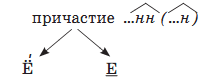 причастие ...нн (...н)
Ё Е